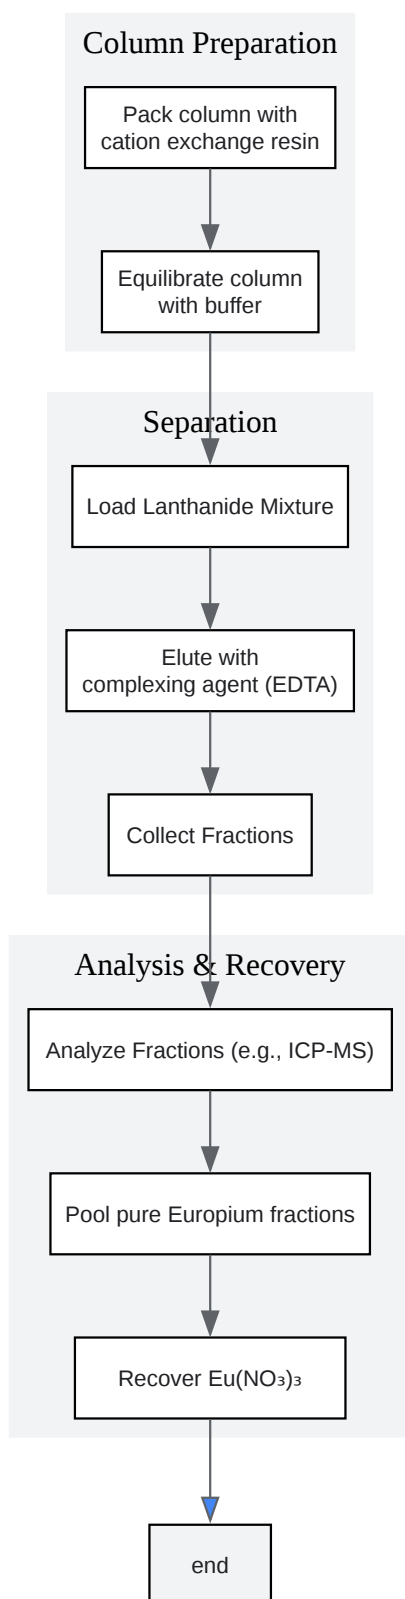 Column Preparation
Pack column with
cation exchange resin
Equilibrate column
with buffer
Separation
Load Lanthanide Mixture
Elute with
complexing agent (EDTA)
Collect Fractions
Analysis & Recovery
Analyze Fractions (e.g., ICP-MS)
Pool pure Europium fractions
Recover Eu(NO₃)₃
end